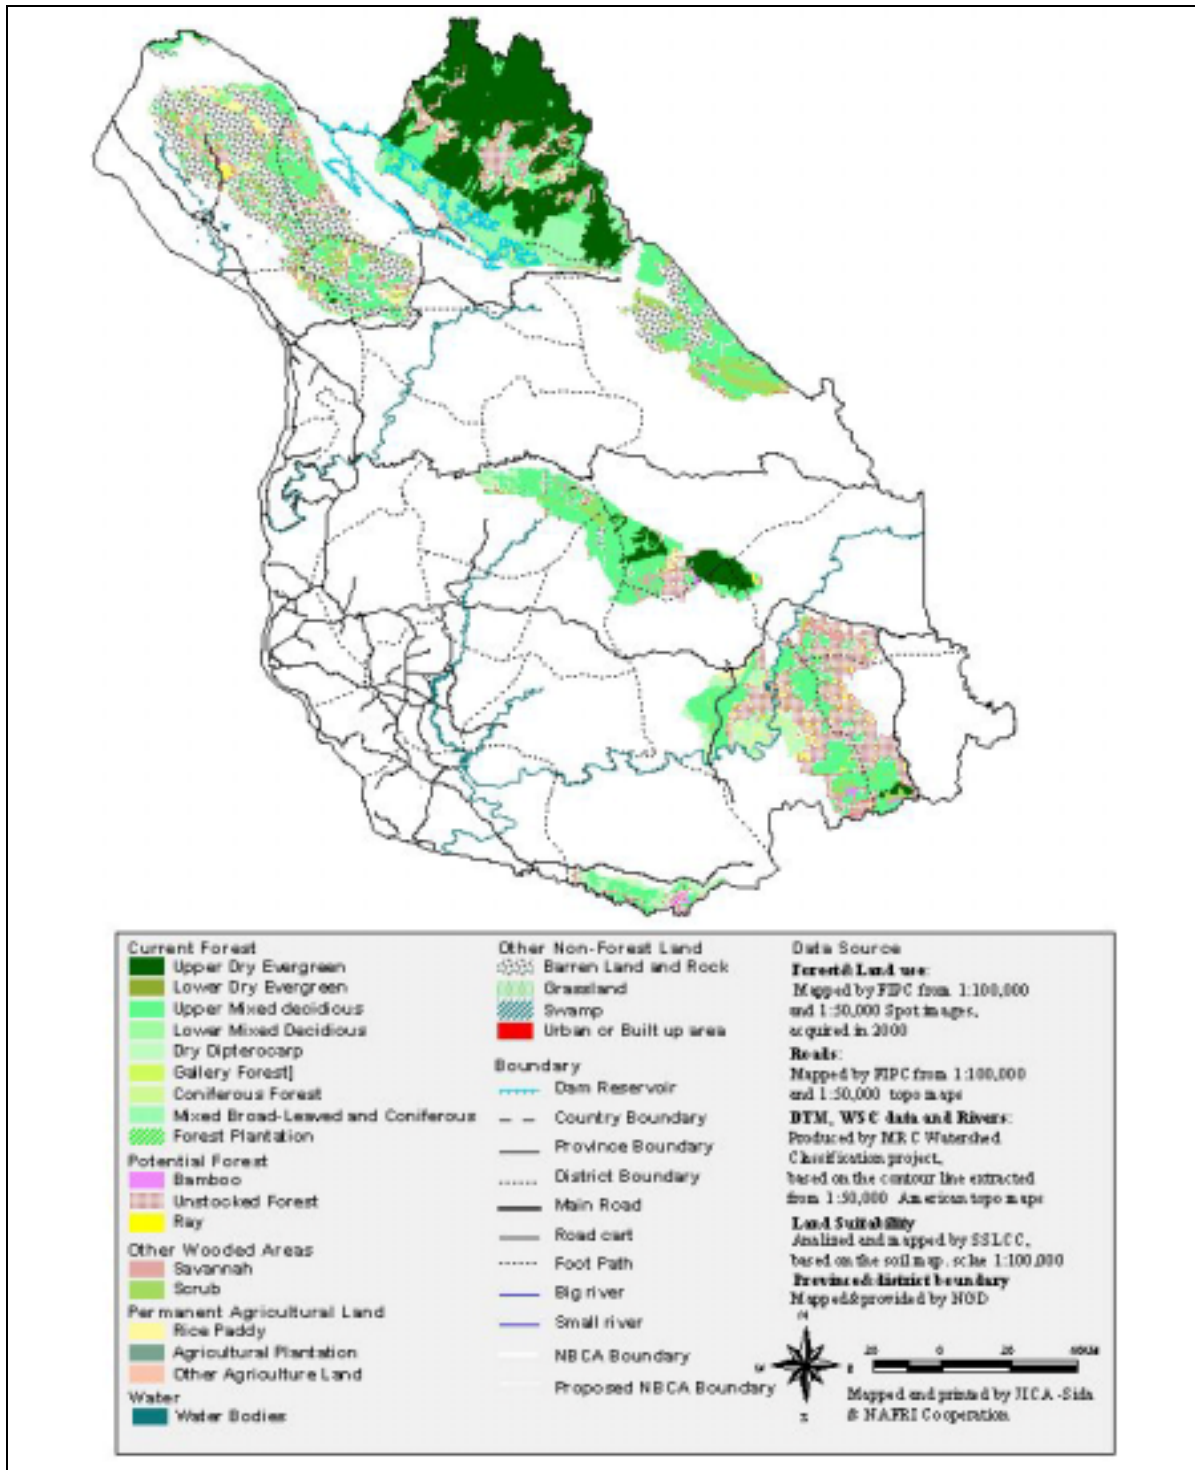 Current Forest
Upper Dry Evergreen
Lower Dry Evergreen
Upper Mixed decidious
Lower Mixed Decidious
Dry Dipterocarp
Gallery Forest]
Coniferous Forest
Mixed Broad-Leaved and Coniferous
Forest Plantation
Potential Forest
Bamboo
Unstocked Forest
Ray
Other Wooded Areas
Savannah
Scrub
Permanent Agricultural Land
Rice Paddy
Agricultural Plantation
Other Agriculture Land
Water
Water Bodies
Other Non-Forest Land
Barren Land and Rock
Grassland
Swamp
Urban or Built up area
Boundary
Dam Reservoir
Country Boundary
Province Boundary
District Boundary
Main Road
Road cart
Foot Path
Big river
Small river
NBCA Boundary
Proposed NBCA Boundary
Data Source
Forest & Land use:
Mapped by FIPC from 1:100,000
and 1:50,000 Spot images,
acquired in 2000
Roads:
Mapped by FIPC from 1:100,000
and 1:50,000 topo maps
DTM, WSC data and Rivers:
Produced by MRC Watershed
Classification project,
based on the contour line extracted
from 1:50,000 American topo maps
Land Suitability
Analized and mapped by SSLCC,
based on the soil map, sclae 1:100,000
Province & district boundary
Mapped & provided by NGD
N
W E
S
20 0 20 40 KM
Mapped and printed by JICA -Sida
& NAFRI Cooperation